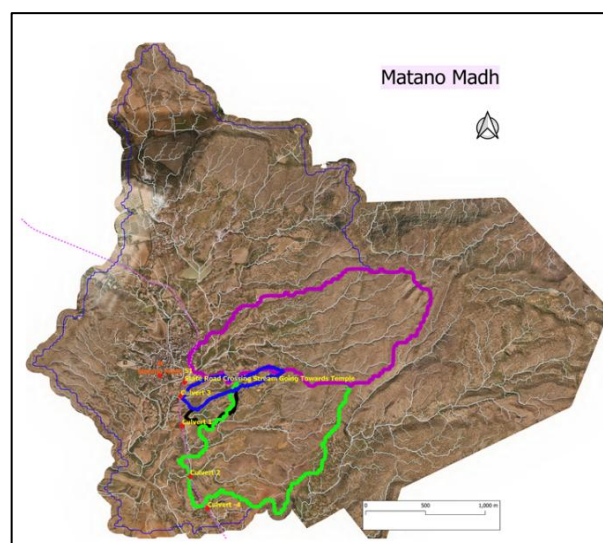 Matano Madh
State Road Crossing Stream Going Towards Temple
Culvert 3
Culvert 1
Culvert 2
Culvert -4
0 500 1,000 m